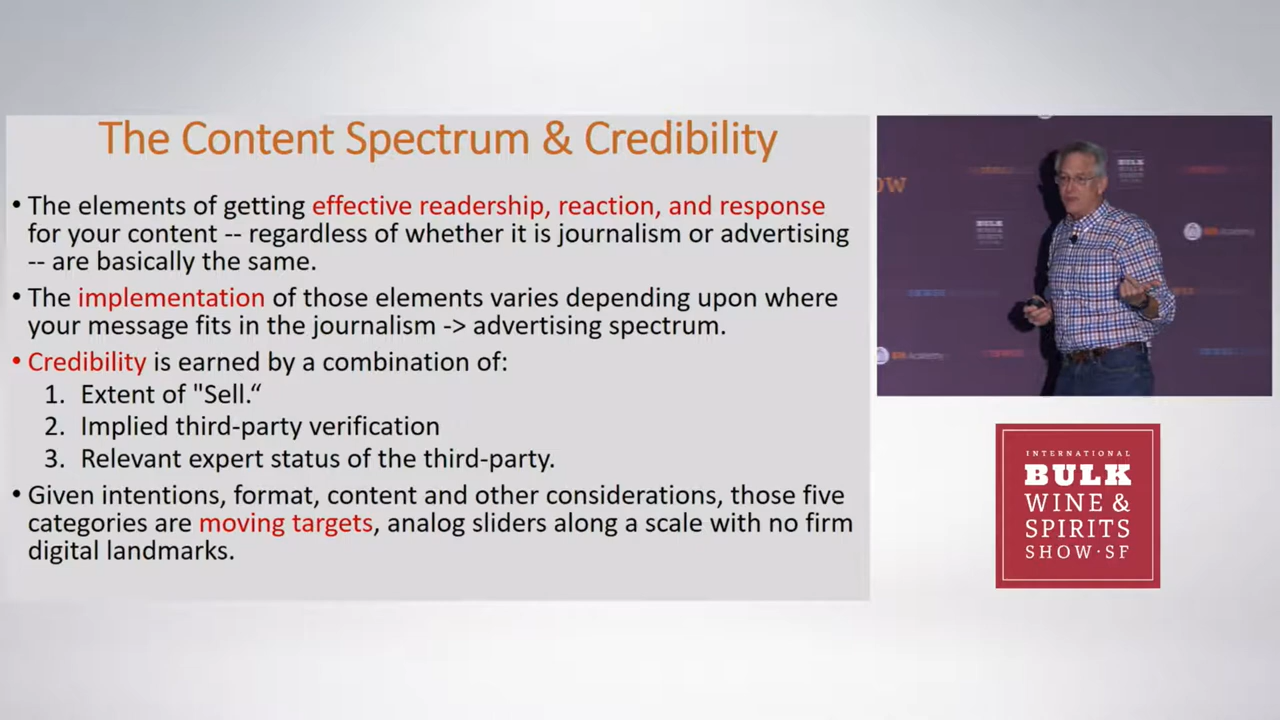 The Content Spectrum & Credibility
• The elements of getting effective readership, reaction, and response
for your content -- regardless of whether it is journalism or advertising
-- are basically the same.
• The implementation of those elements varies depending upon where
your message fits in the journalism -> advertising spectrum.
• Credibility is earned by a combination of:
1. Extent of "Sell.“
2. Implied third-party verification
3. Relevant expert status of the third-party.
• Given intentions, format, content and other considerations, those five
categories are moving targets, analog sliders along a scale with no firm
digital landmarks.
BULK
WINE &
SPIRITS
Academy
Academy
INTERNATIONAL
BULK
WINE &
SPIRITS
SHOW·SF